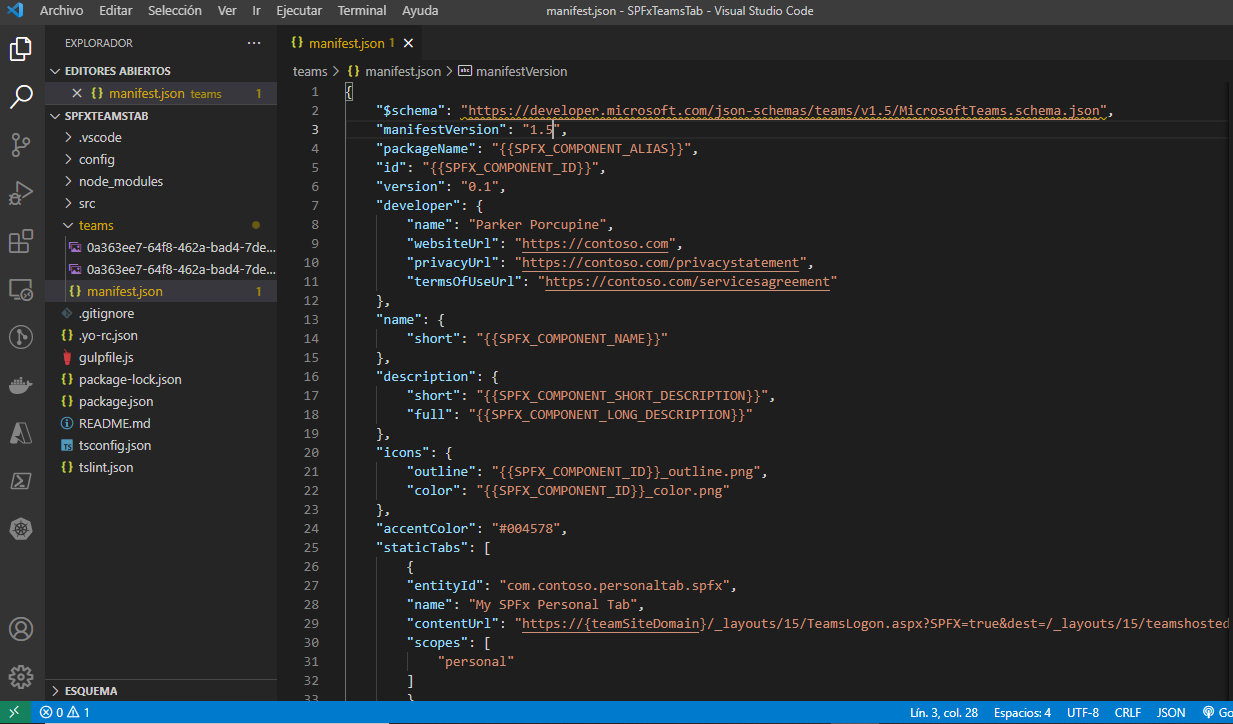 Archivo Editar Selección Ver Ir Ejecutar Terminal Ayuda
manifest.json - SPFxTeamsTab - Visual Studio Code
EXPLORADOR
EDITORES ABIERTOS
manifest.json teams 1
SPFXTEAMSTAB
.vscode
config
node_modules
src
teams
0a363ee7-64f8-462a-bad4-7de...
0a363ee7-64f8-462a-bad4-7de...
manifest.json 1
.gitignore
.yo-rc.json
gulpfile.js
package-lock.json
package.json
README.md
tsconfig.json
tslint.json
ESQUEMA
manifest.json 1
teams > {} manifest.json > manifestVersion
1 {
2 "$schema": "https://developer.microsoft.com/json-schemas/teams/v1.5/MicrosoftTeams.schema.json",
3 "manifestVersion": "1.5",
4 "packageName": "{{SPFX_COMPONENT_ALIAS}}",
5 "id": "{{SPFX_COMPONENT_ID}}",
6 "version": "0.1",
7 "developer": {
8 "name": "Parker Porcupine",
9 "websiteUrl": "https://contoso.com",
10 "privacyUrl": "https://contoso.com/privacystatement",
11 "termsOfUseUrl": "https://contoso.com/servicesagreement"
12 },
13 "name": {
14 "short": "{{SPFX_COMPONENT_NAME}}"
15 },
16 "description": {
17 "short": "{{SPFX_COMPONENT_SHORT_DESCRIPTION}}",
18 "full": "{{SPFX_COMPONENT_LONG_DESCRIPTION}}"
19 },
20 "icons": {
21 "outline": "{{SPFX_COMPONENT_ID}}_outline.png",
22 "color": "{{SPFX_COMPONENT_ID}}_color.png"
23 },
24 "accentColor": "#004578",
25 "staticTabs": [
26 {
27 "entityId": "com.contoso.personaltab.spfx",
28 "name": "My SPFx Personal Tab",
29 "contentUrl": "https://{teamSiteDomain}/_layouts/15/TeamsLogon.aspx?SPFX=true&dest=/_layouts/15/teamshosted
30 "scopes": [
31 "personal"
32 ]
33 }
0 1 Lín. 3, col. 28 Espacios: 4 UTF-8 CRLF JSON Go